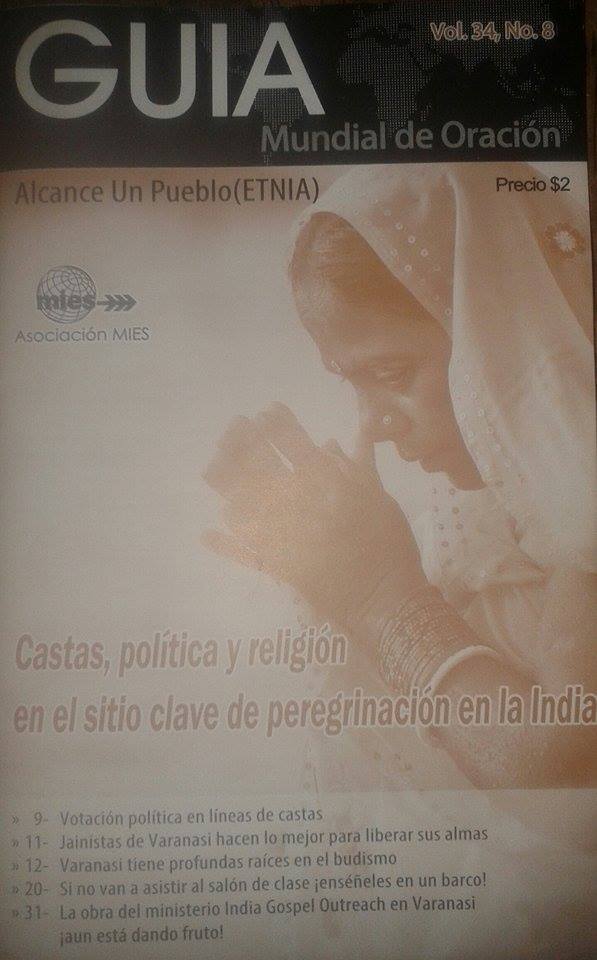 GUIA
Vol. 34, No. 8
Mundial de Oración
Alcance Un Pueblo(ETNIA)
Precio $2
mies
Asociación MIES
Castas, política y religión
en el sitio clave de peregrinación en la India
» 9- Votación política en líneas de castas
» 11- Jainistas de Varanasi hacen lo mejor para liberar sus almas
» 12- Varanasi tiene profundas raíces en el budismo
» 20- Si no van a asistir al salón de clase ¡enséñeles en un barco!
» 31- La obra del ministerio India Gospel Outreach en Varanasi
¡aun está dando fruto!